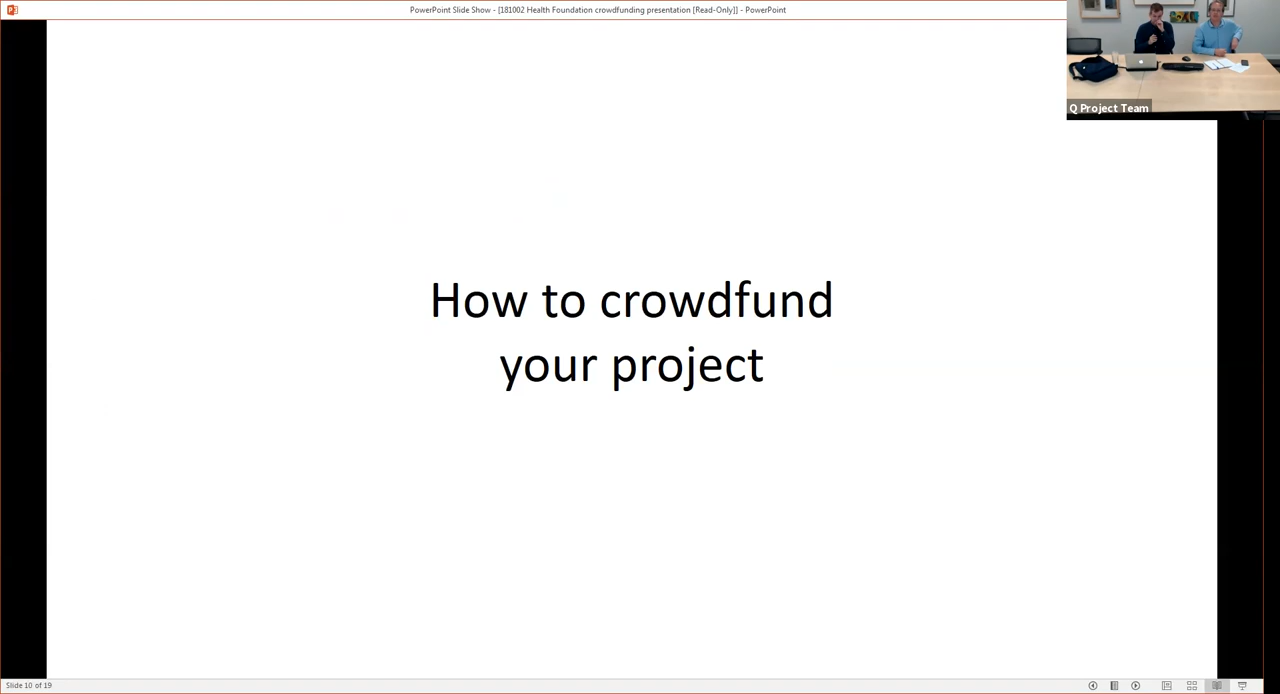 PowerPoint Slide Show - [181002 Health Foundation crowdfunding presentation [Read-Only]] - PowerPoint
Q Project Team
How to crowdfund
your project
Slide 10 of 19